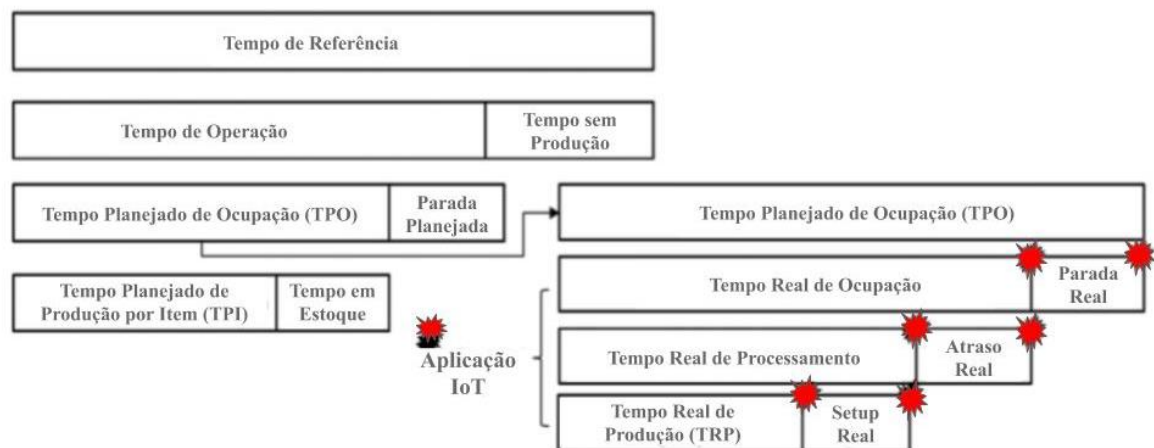 Tempo de Referência
Tempo de Operação
Tempo sem
Produção
Tempo Planejado de Ocupação (TPO)
Parada
Planejada
Tempo Planejado de Ocupação (TPO)
Tempo Planejado de
Produção por Item (TPI)
Tempo em
Estoque
Tempo Real de Ocupação
Parada
Real
Aplicação
IoT
Tempo Real de Processamento
Atraso
Real
Tempo Real de
Produção (TRP)
Setup
Real